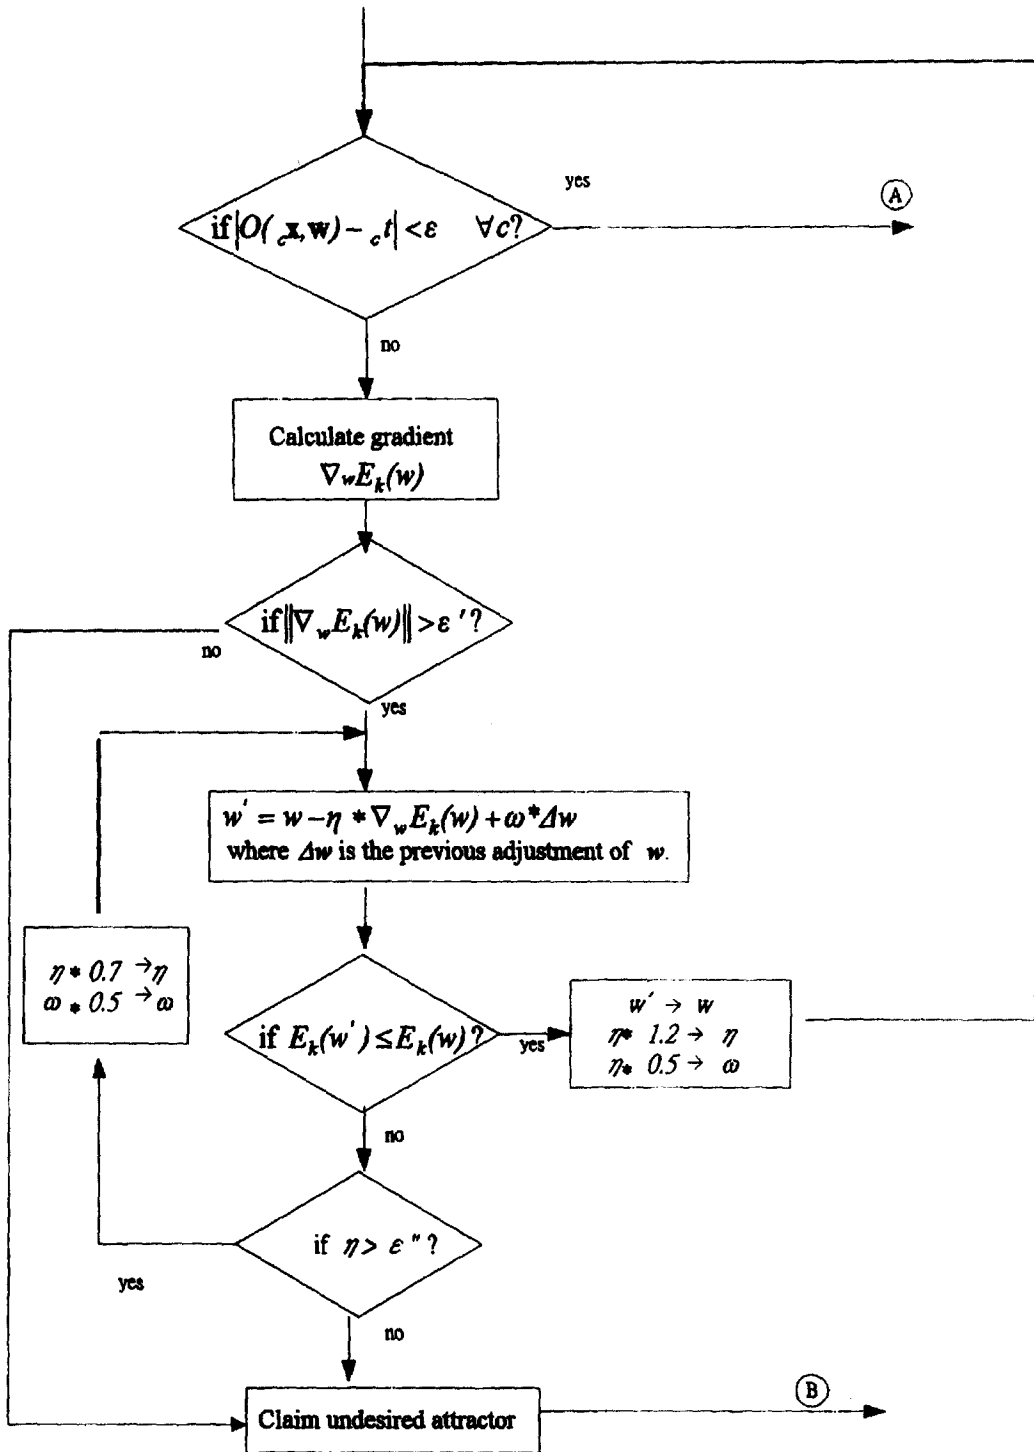 yes
A
if |O(cx,w) – ct| < ε ∀c?
no
Calculate gradient
∇wEk(w)
if ‖∇wEk(w)‖ > ε ′?
no
yes
w′ = w – η * ∇wEk(w) + ω*Δw
where Δw is the previous adjustment of w.
η * 0.7 → η
ω * 0.5 → ω
if Ek(w′) ≤ Ek(w) ?
yes
w′ → w
η* 1.2 → η
η* 0.5 → ω
no
if η > ε ″ ?
yes
no
B
Claim undesired attractor